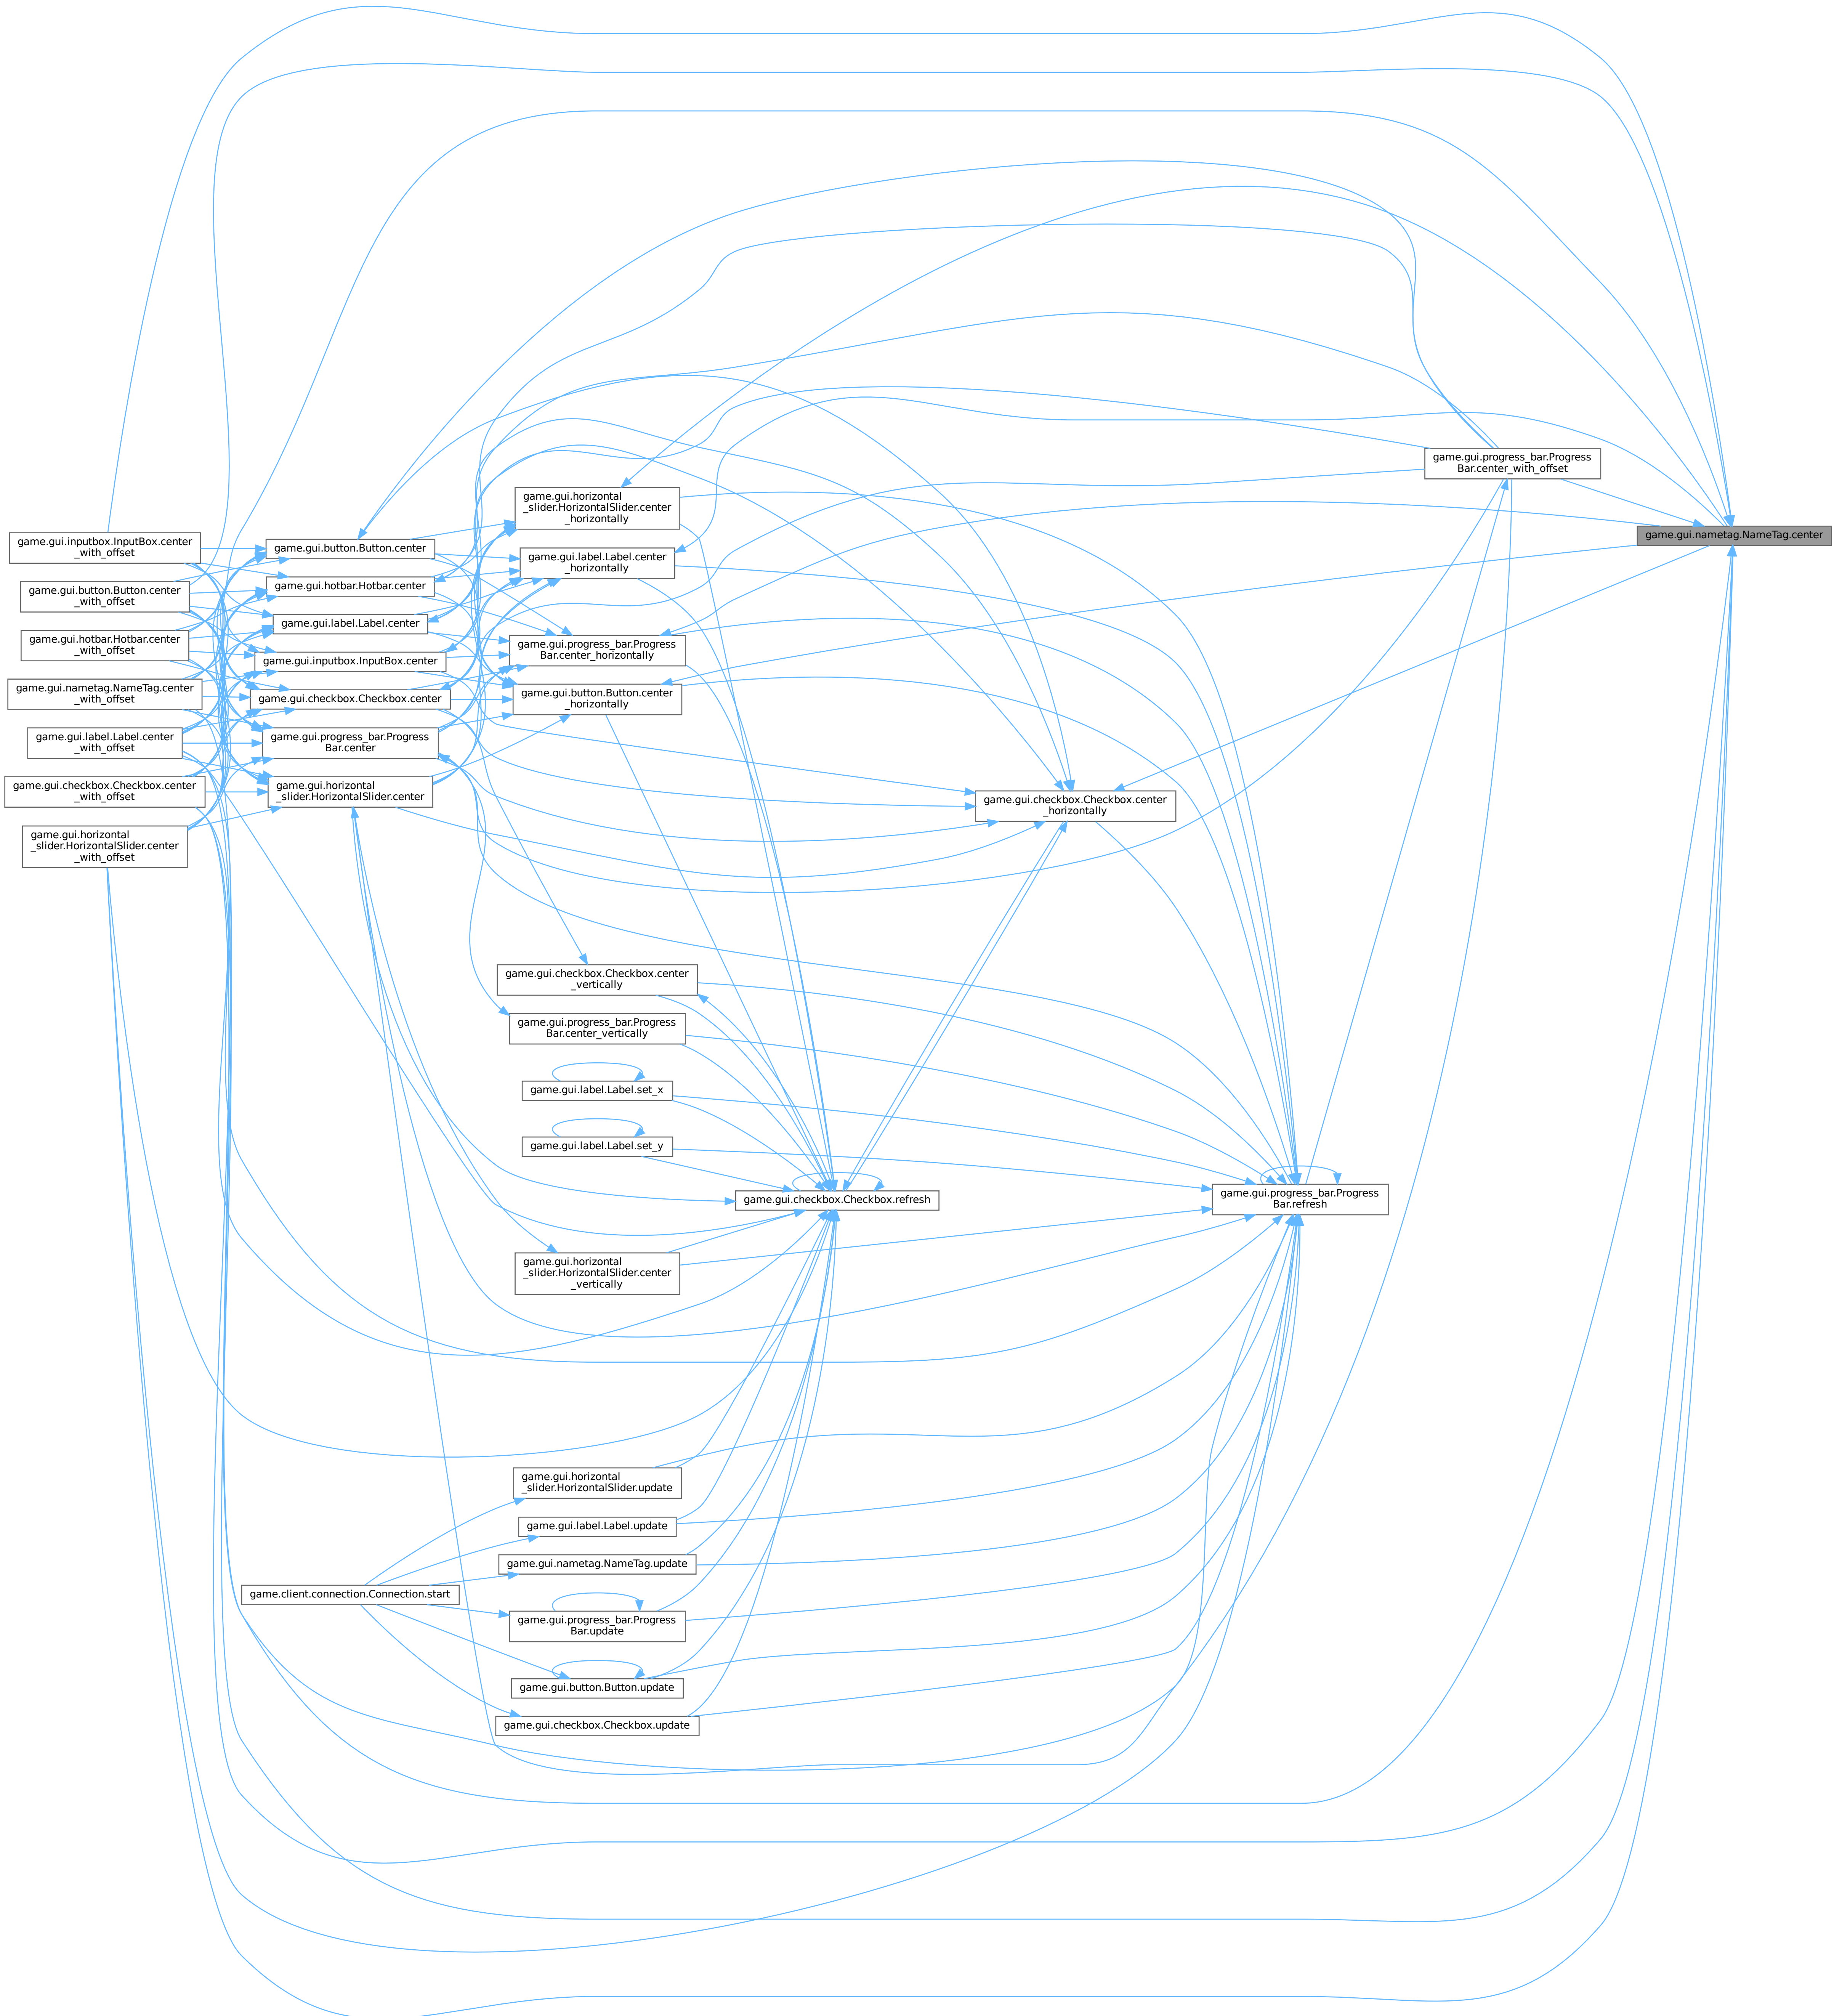 game.gui.inputbox.InputBox.center
_with_offset
game.gui.button.Button.center
_with_offset
game.gui.hotbar.Hotbar.center
_with_offset
game.gui.nametag.NameTag.center
_with_offset
game.gui.label.Label.center
_with_offset
game.gui.checkbox.Checkbox.center
_with_offset
game.gui.horizontal
_slider.HorizontalSlider.center
_with_offset
game.gui.button.Button.center
game.gui.hotbar.Hotbar.center
game.gui.label.Label.center
game.gui.inputbox.InputBox.center
game.gui.checkbox.Checkbox.center
game.gui.progress_bar.Progress
Bar.center
game.gui.horizontal
_slider.HorizontalSlider.center
game.client.connection.Connection.start
game.gui.horizontal
_slider.HorizontalSlider.center
_horizontally
game.gui.label.Label.center
_horizontally
game.gui.progress_bar.Progress
Bar.center_horizontally
game.gui.button.Button.center
_horizontally
game.gui.checkbox.Checkbox.center
_vertically
game.gui.progress_bar.Progress
Bar.center_vertically
game.gui.label.Label.set_x
game.gui.label.Label.set_y
game.gui.horizontal
_slider.HorizontalSlider.center
_vertically
game.gui.horizontal
_slider.HorizontalSlider.update
game.gui.label.Label.update
game.gui.nametag.NameTag.update
game.gui.progress_bar.Progress
Bar.update
game.gui.button.Button.update
game.gui.checkbox.Checkbox.update
game.gui.checkbox.Checkbox.refresh
game.gui.checkbox.Checkbox.center
_horizontally
game.gui.progress_bar.Progress
Bar.refresh
game.gui.progress_bar.Progress
Bar.center_with_offset
game.gui.nametag.NameTag.center